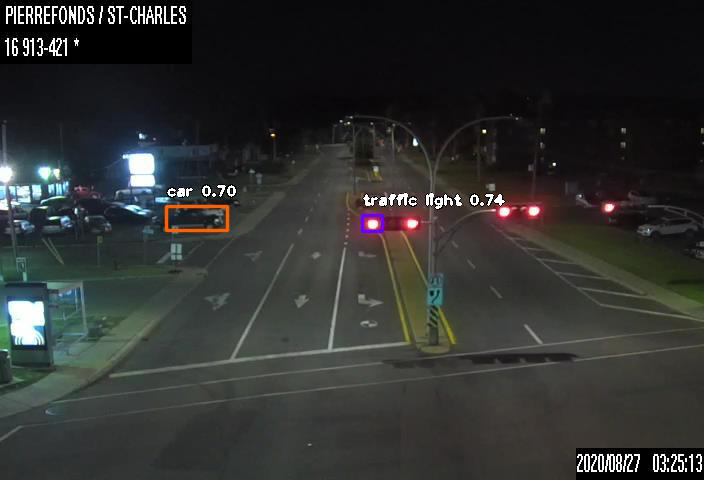 PIERREFONDS / ST-CHARLES
16 913-421 *
car 0.70
traffic light 0.74
2020/08/27 03:25:13